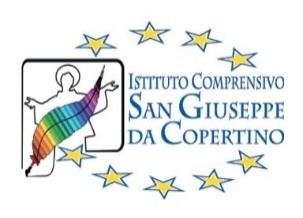 ISTITUTO COMPRENSIVO
SAN GIUSEPPE
DA COPERTINO